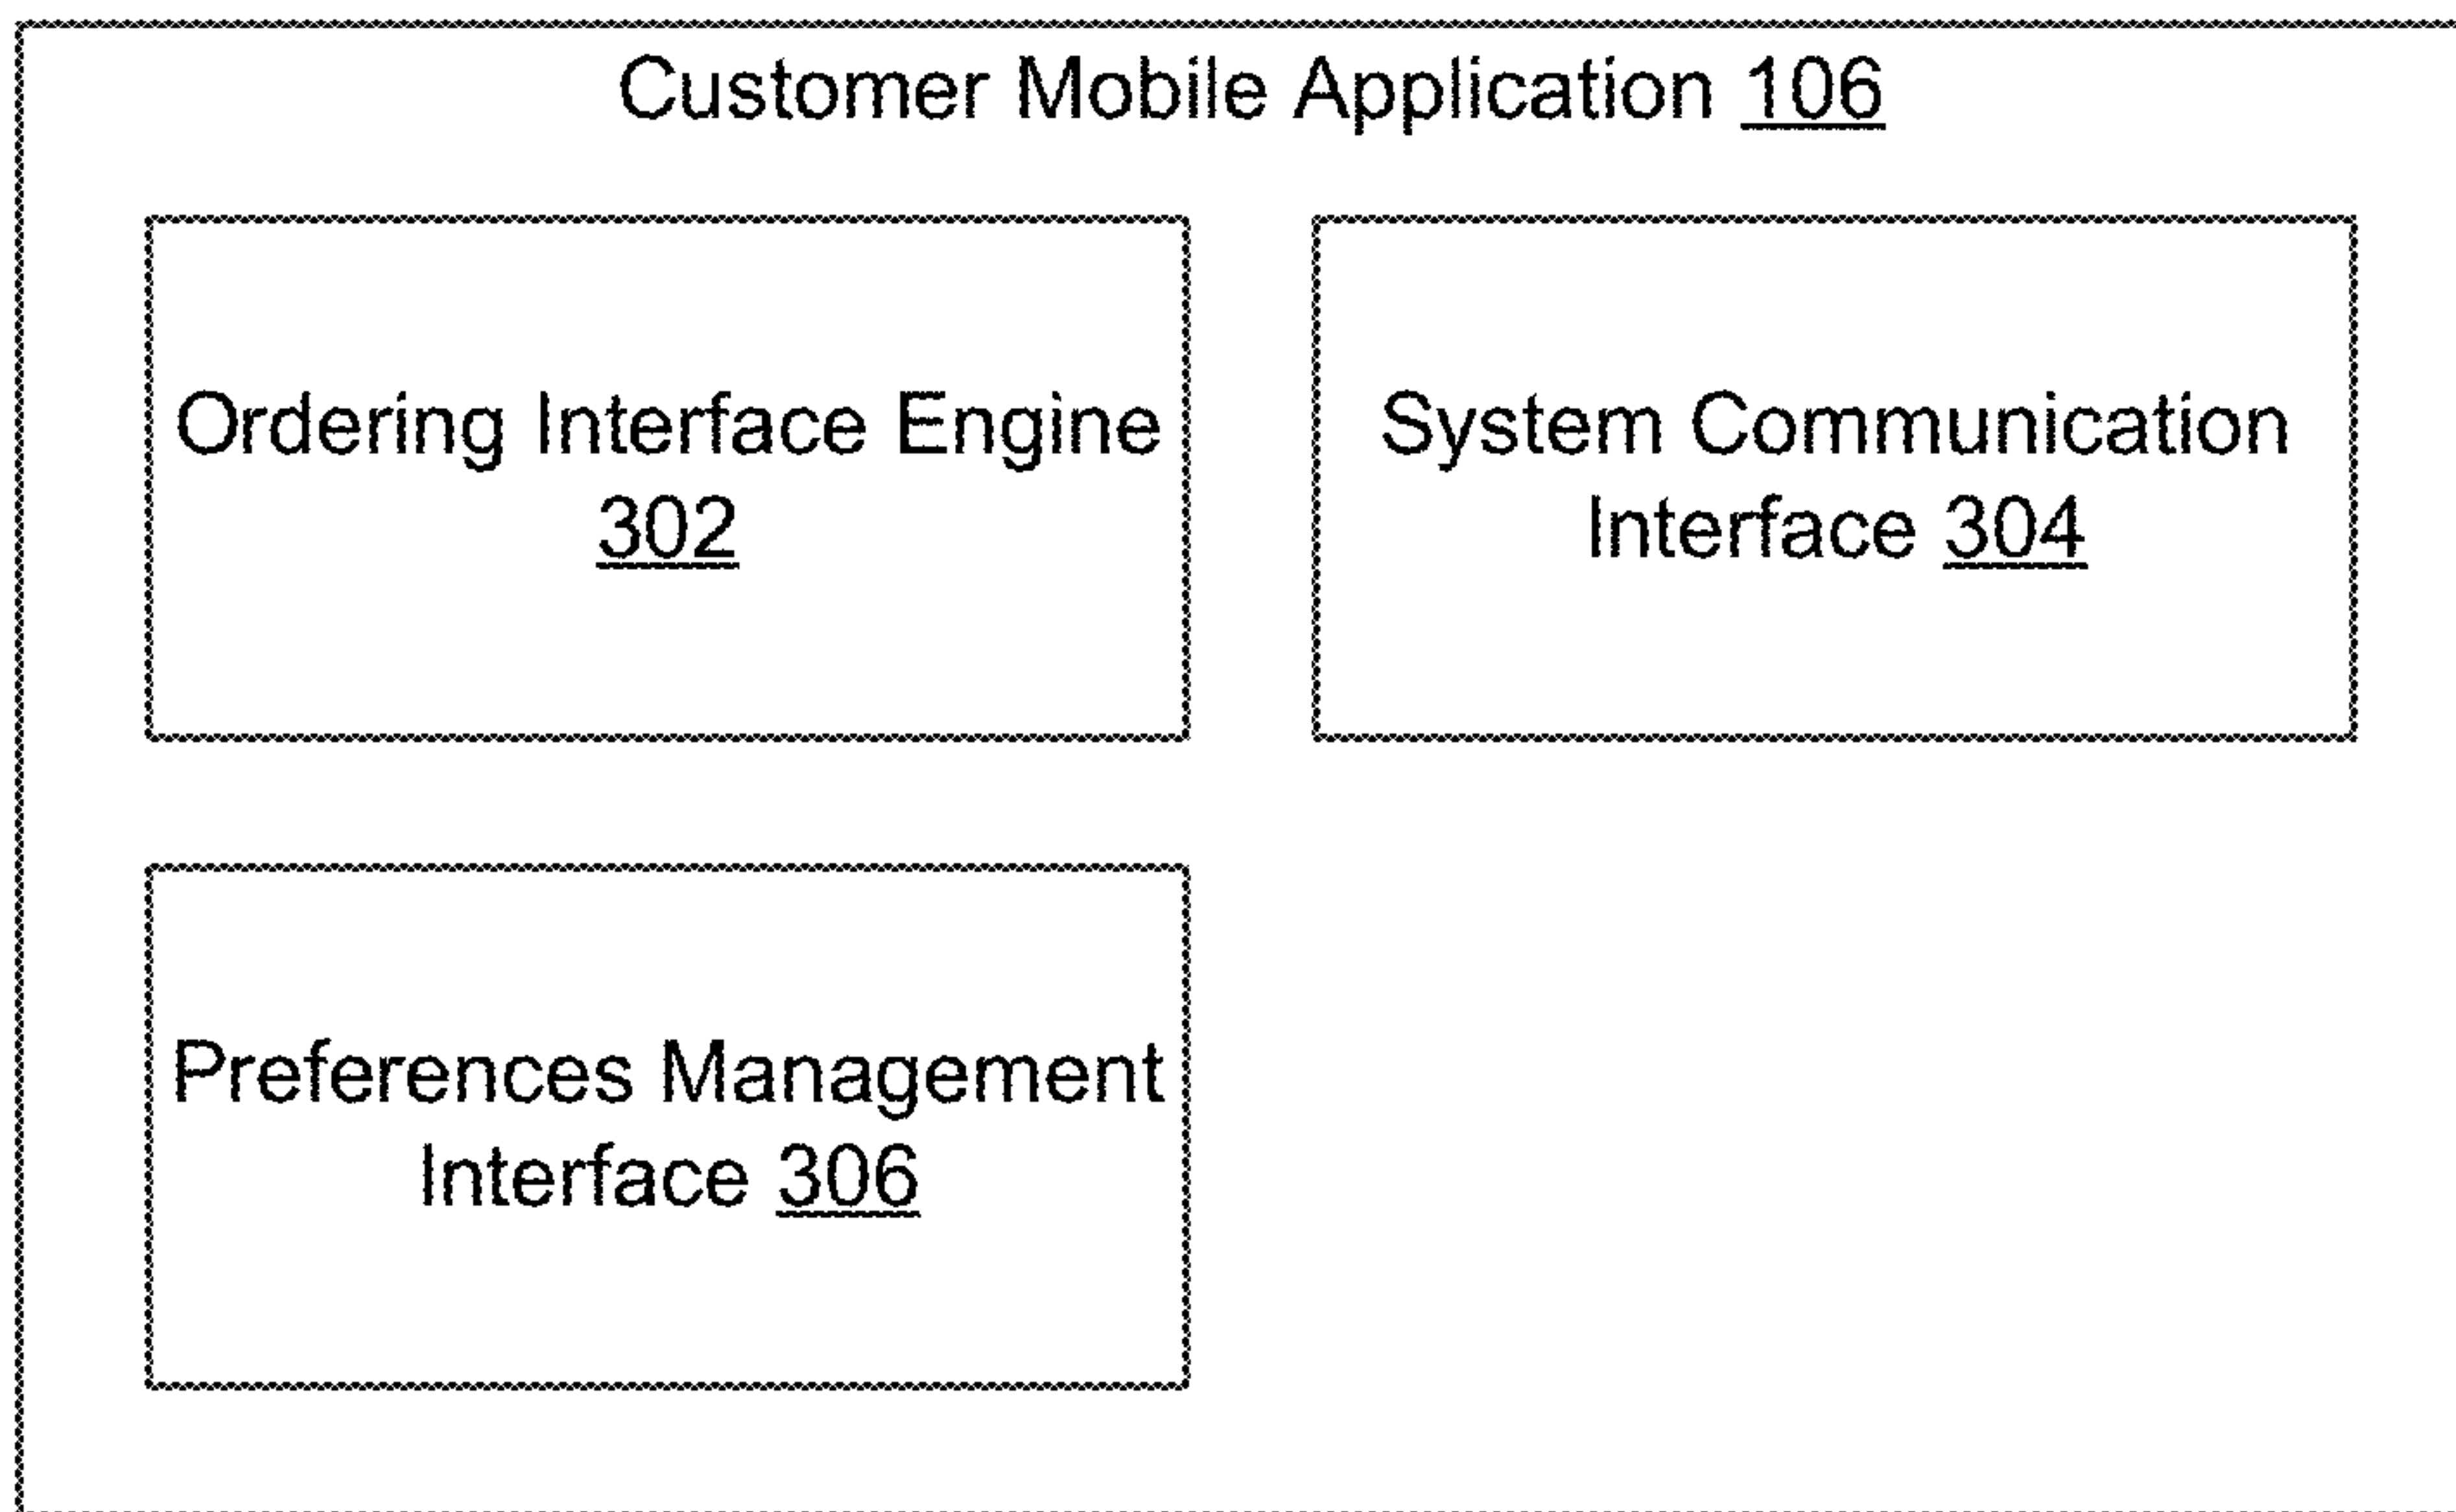 Customer Mobile Application 106
Ordering Interface Engine
302
System Communication
Interface 304
Preferences Management
Interface 306